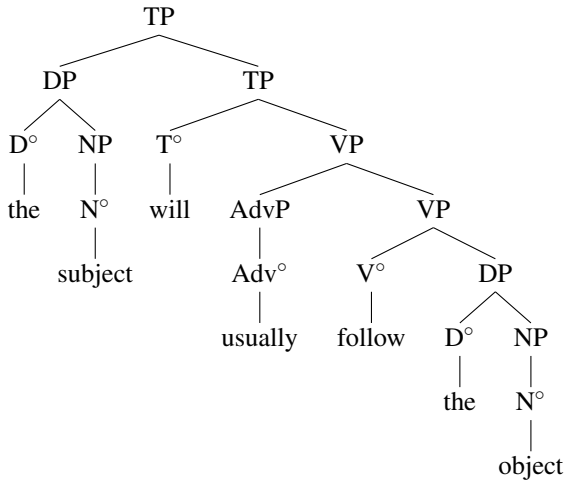 TP
DP TP
D° NP T° VP
the N° will AdvP VP
subject Adv° V° DP
usually follow D° NP
the N°
object